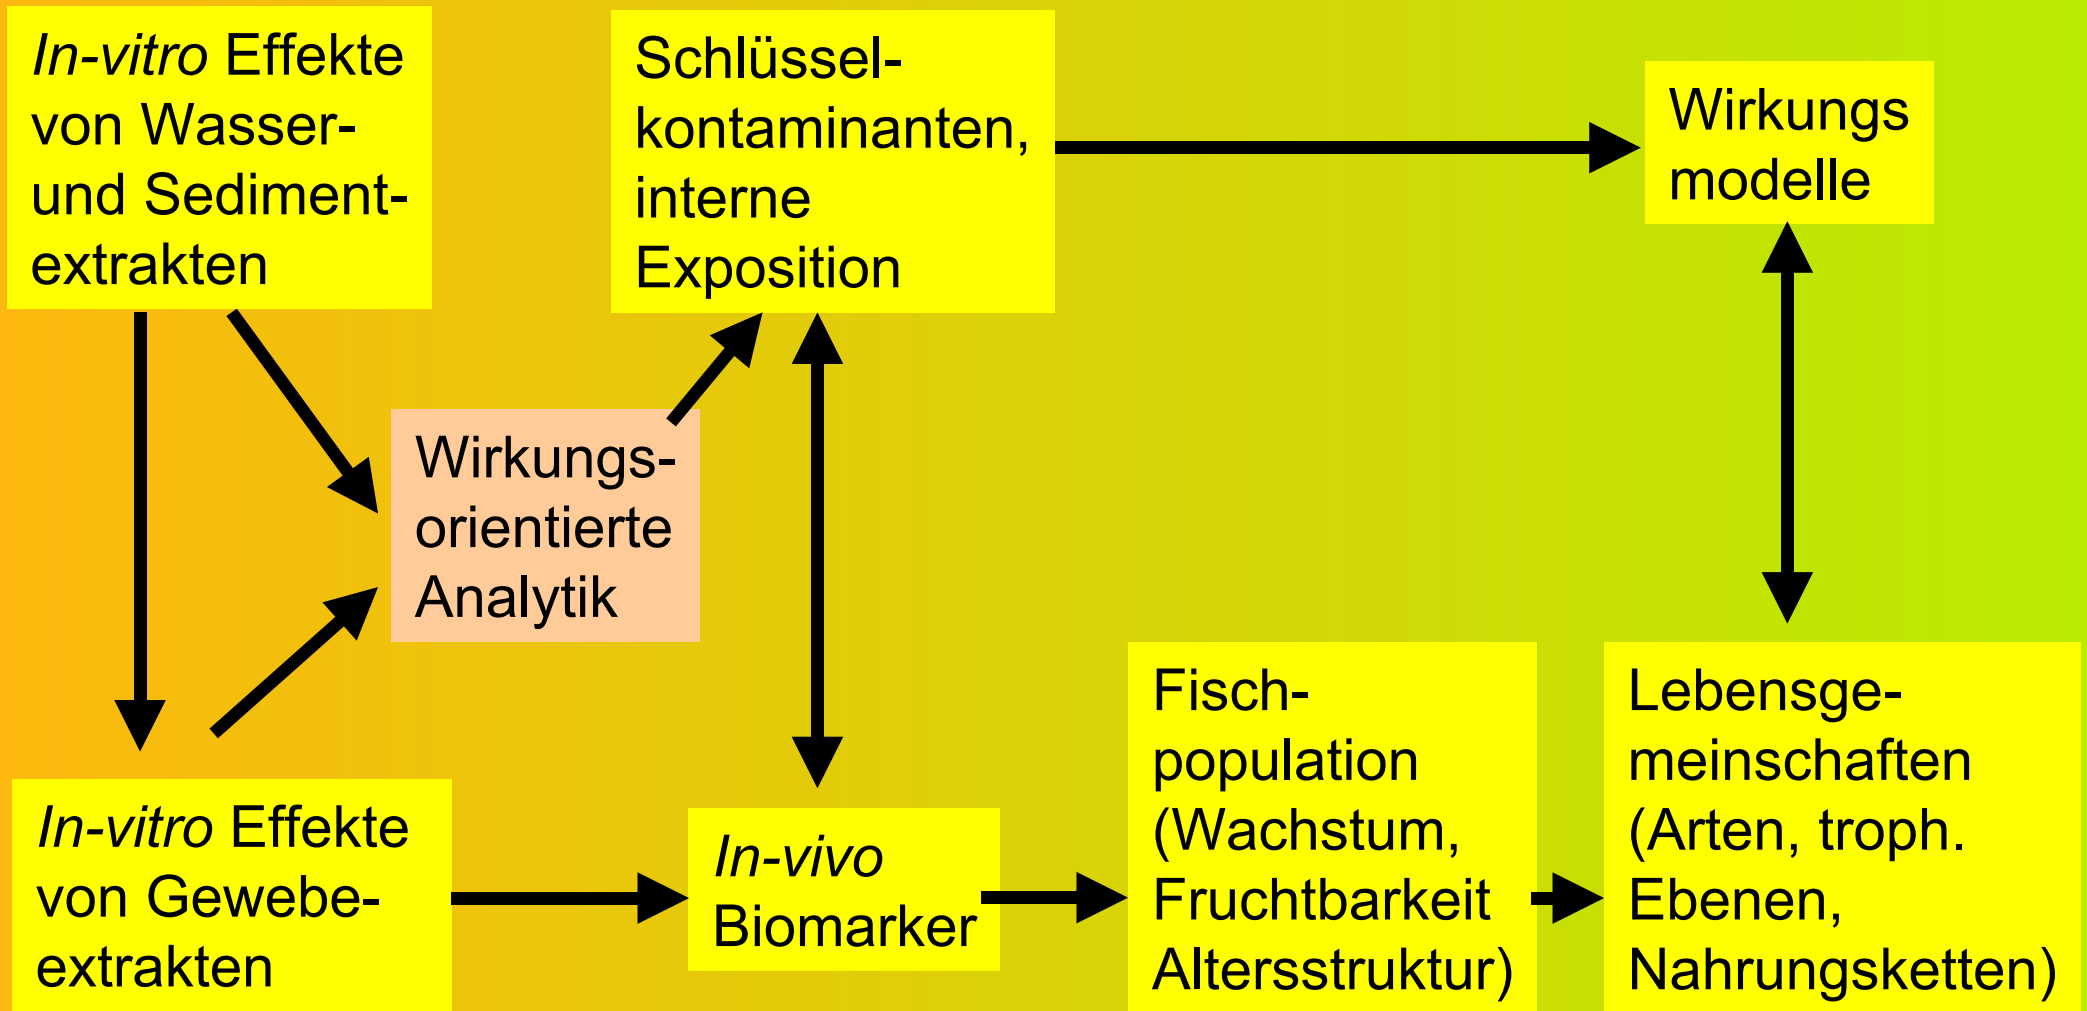 In-vitro Effekte
von Wasser-
und Sediment-
extrakten
Schlüssel-
kontaminanten,
interne
Exposition
Wirkungs
modelle
Wirkungs-
orientierte
Analytik
In-vitro Effekte
von Gewebe-
extrakten
In-vivo
Biomarker
Fisch-
population
(Wachstum,
Fruchtbarkeit
Altersstruktur)
Lebensge-
meinschaften
(Arten, troph.
Ebenen,
Nahrungsketten)